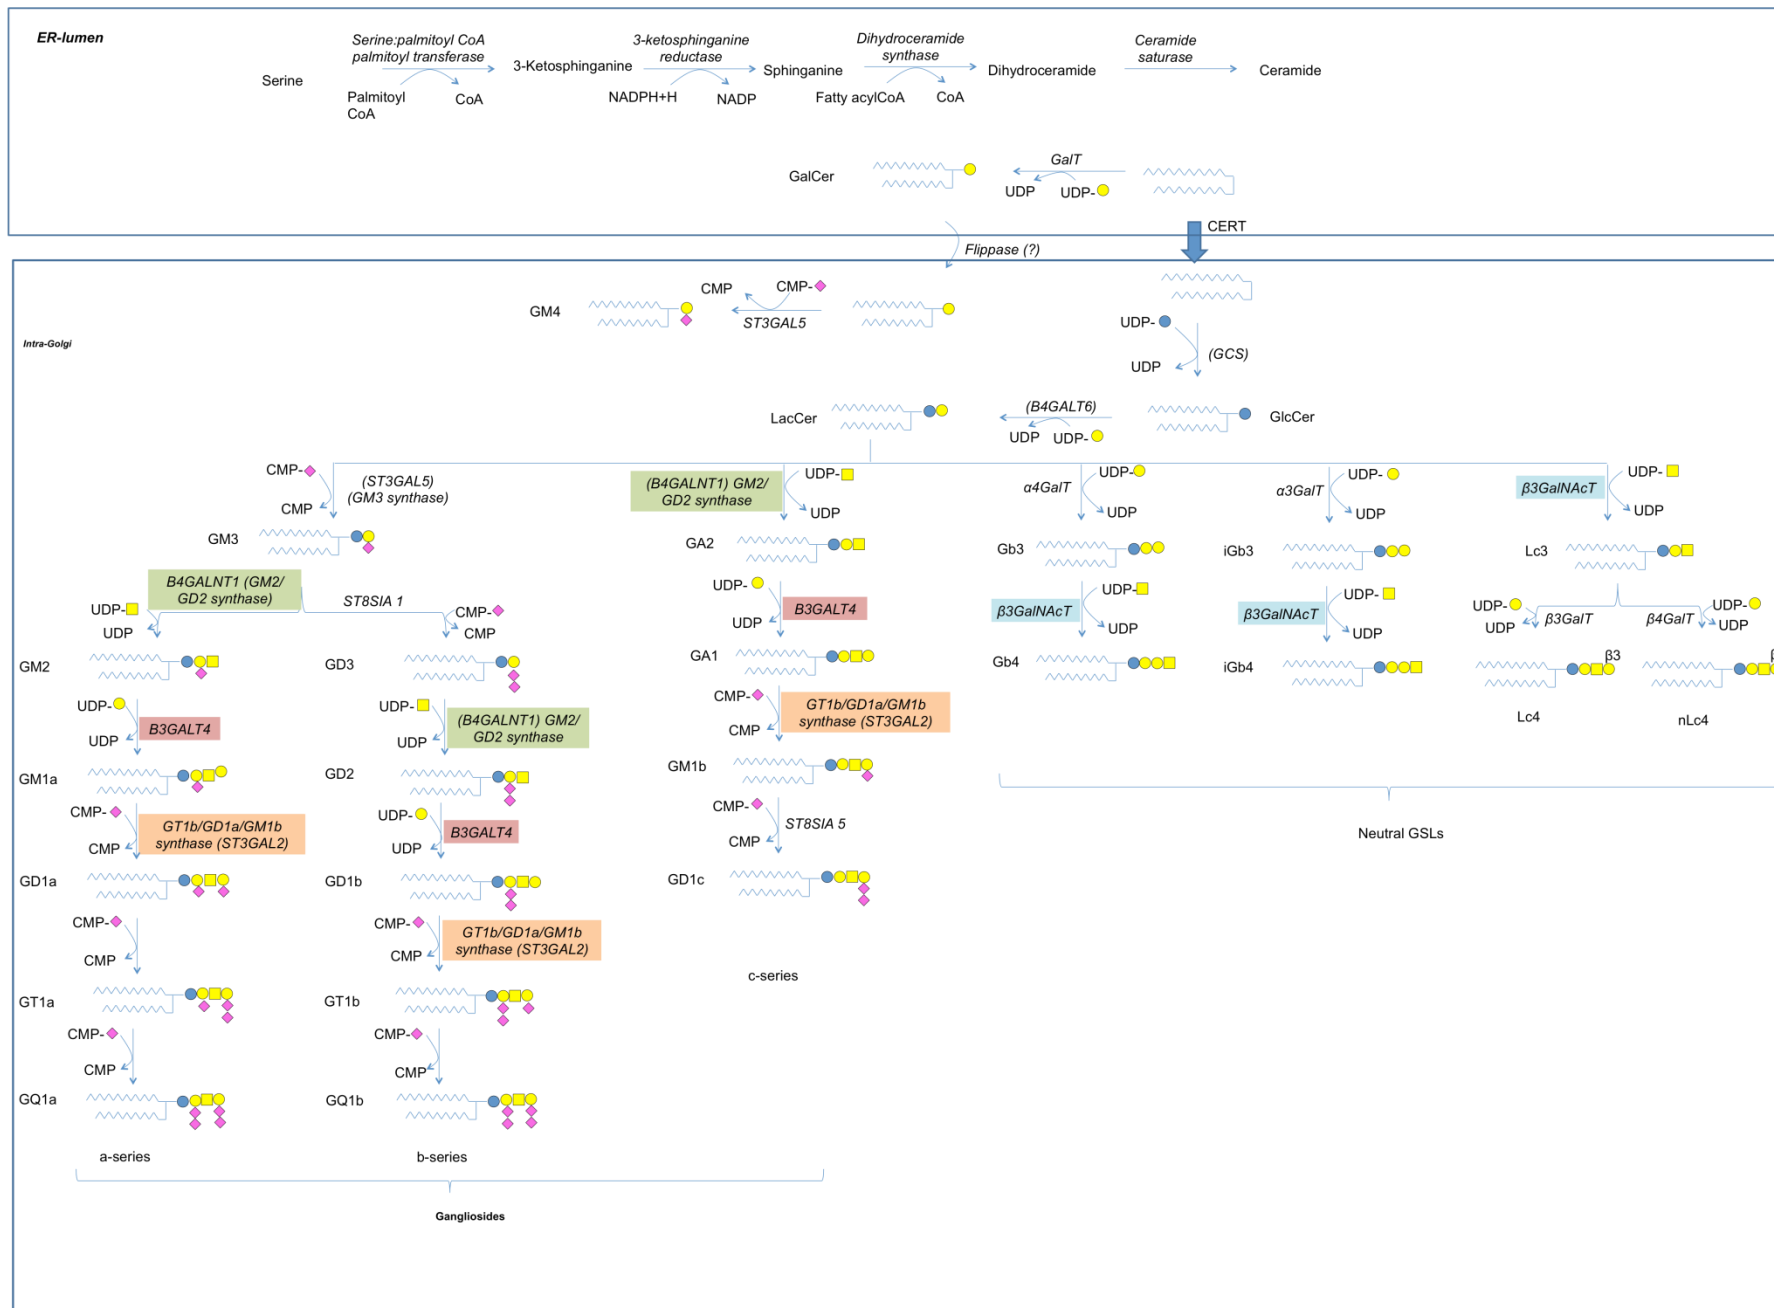 ER-lumen
Serine:palmitoyl CoA
palmitoyl transferase
3-ketosphinganine
reductase
Dihydroceramide
synthase
Ceramide
saturase
Serine
3-Ketosphinganine
Sphinganine
Dihydroceramide
Ceramide
Palmitoyl
CoA
CoA
NADPH+H
NADP
Fatty acylCoA
CoA
GalCer
GalT
UDP
UDP-
CERT
Flippase (?)
GM4
CMP
CMP-
ST3GAL5
Intra-Golgi
UDP-
UDP
(GCS)
LacCer
(B4GALT6)
UDP
UDP-
GlcCer
CMP-
(ST3GAL5)
(GM3 synthase)
CMP
GM3
(B4GALNT1) GM2/
GD2 synthase
UDP-
UDP
GA2
α4GalT
UDP-
UDP
Gb3
α3GalT
UDP-
UDP
iGb3
β3GalNAcT
UDP-
UDP
Lc3
B4GALNT1 (GM2/
GD2 synthase)
UDP-
UDP
ST8SIA 1
CMP-
CMP
UDP-
UDP
B3GALT4
β3GalNAcT
UDP-
UDP
β3GalNAcT
UDP-
UDP
UDP-
UDP
β3GalT
β4GalT
UDP-
UDP
GM2
GD3
GA1
Gb4
iGb4
β3
β
Lc4
nLc4
UDP-
UDP
B3GALT4
UDP-
UDP
(B4GALNT1) GM2/
GD2 synthase
CMP-
CMP
GT1b/GD1a/GM1b
synthase (ST3GAL2)
GM1a
GD2
GM1b
CMP-
CMP
GT1b/GD1a/GM1b
synthase (ST3GAL2)
UDP-
UDP
B3GALT4
CMP-
CMP
ST8SIA 5
Neutral GSLs
GD1a
GD1b
GD1c
CMP-
CMP
CMP-
CMP
GT1b/GD1a/GM1b
synthase (ST3GAL2)
c-series
GT1a
GT1b
CMP-
CMP
CMP-
CMP
GQ1a
GQ1b
a-series
b-series
Gangliosides